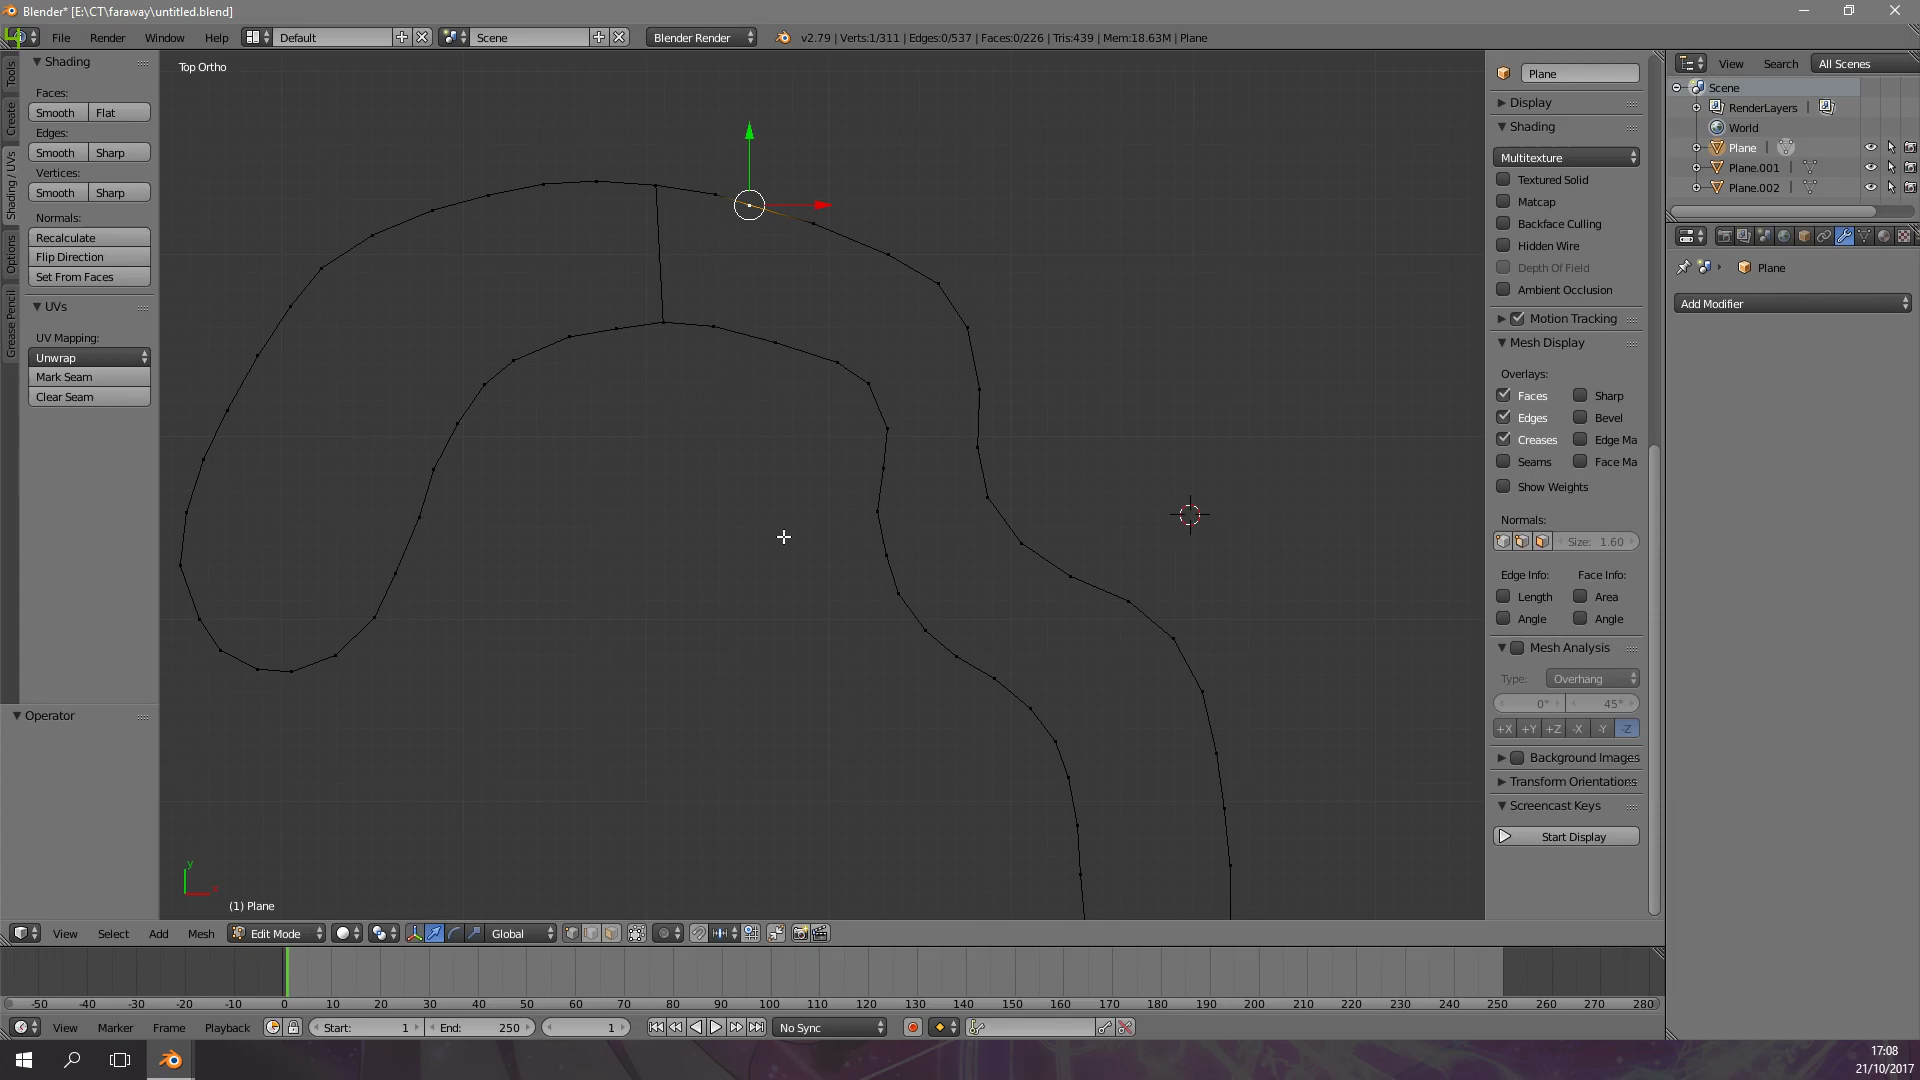 Blender* [E:\CT\faraway\untitled.blend]
File Render Window Help Default Scene Blender Render v2.79 | Verts:1/311 | Edges:0/537 | Faces:0/226 | Tris:439 | Mem:18.63M | Plane
Tools
Create
Shading / UVs
Options
Grease Pencil
Shading
Faces:
Smooth Flat
Edges:
Smooth Sharp
Vertices:
Smooth Sharp
Normals:
Recalculate
Flip Direction
Set From Faces
UVs
UV Mapping:
Unwrap
Mark Seam
Clear Seam
Operator
Top Ortho
y
x
(1) Plane
Plane
Display
Shading
Multitexture
Textured Solid
Matcap
Backface Culling
Hidden Wire
Depth Of Field
Ambient Occlusion
Motion Tracking
Mesh Display
Overlays:
Faces Sharp
Edges Bevel
Creases Edge Ma
Seams Face Ma
Show Weights
Normals:
Size: 1.60
Edge Info: Face Info:
Length Area
Angle Angle
Mesh Analysis
Type: Overhang
0° 45°
+X +Y +Z -X -Y -Z
Background Images
Transform Orientations
Screencast Keys
Start Display
View Search All Scenes
Scene
RenderLayers |
World
Plane |
Plane.001 |
Plane.002 |
Plane
Add Modifier
View Select Add Mesh Edit Mode Global
-50 -40 -30 -20 -10 0 10 20 30 40 50 60 70 80 90 100 110 120 130 140 150 160 170 180 190 200 210 220 230 240 250 260 270 280
View Marker Frame Playback Start: 1 End: 250 1 No Sync
17:08
21/10/2017